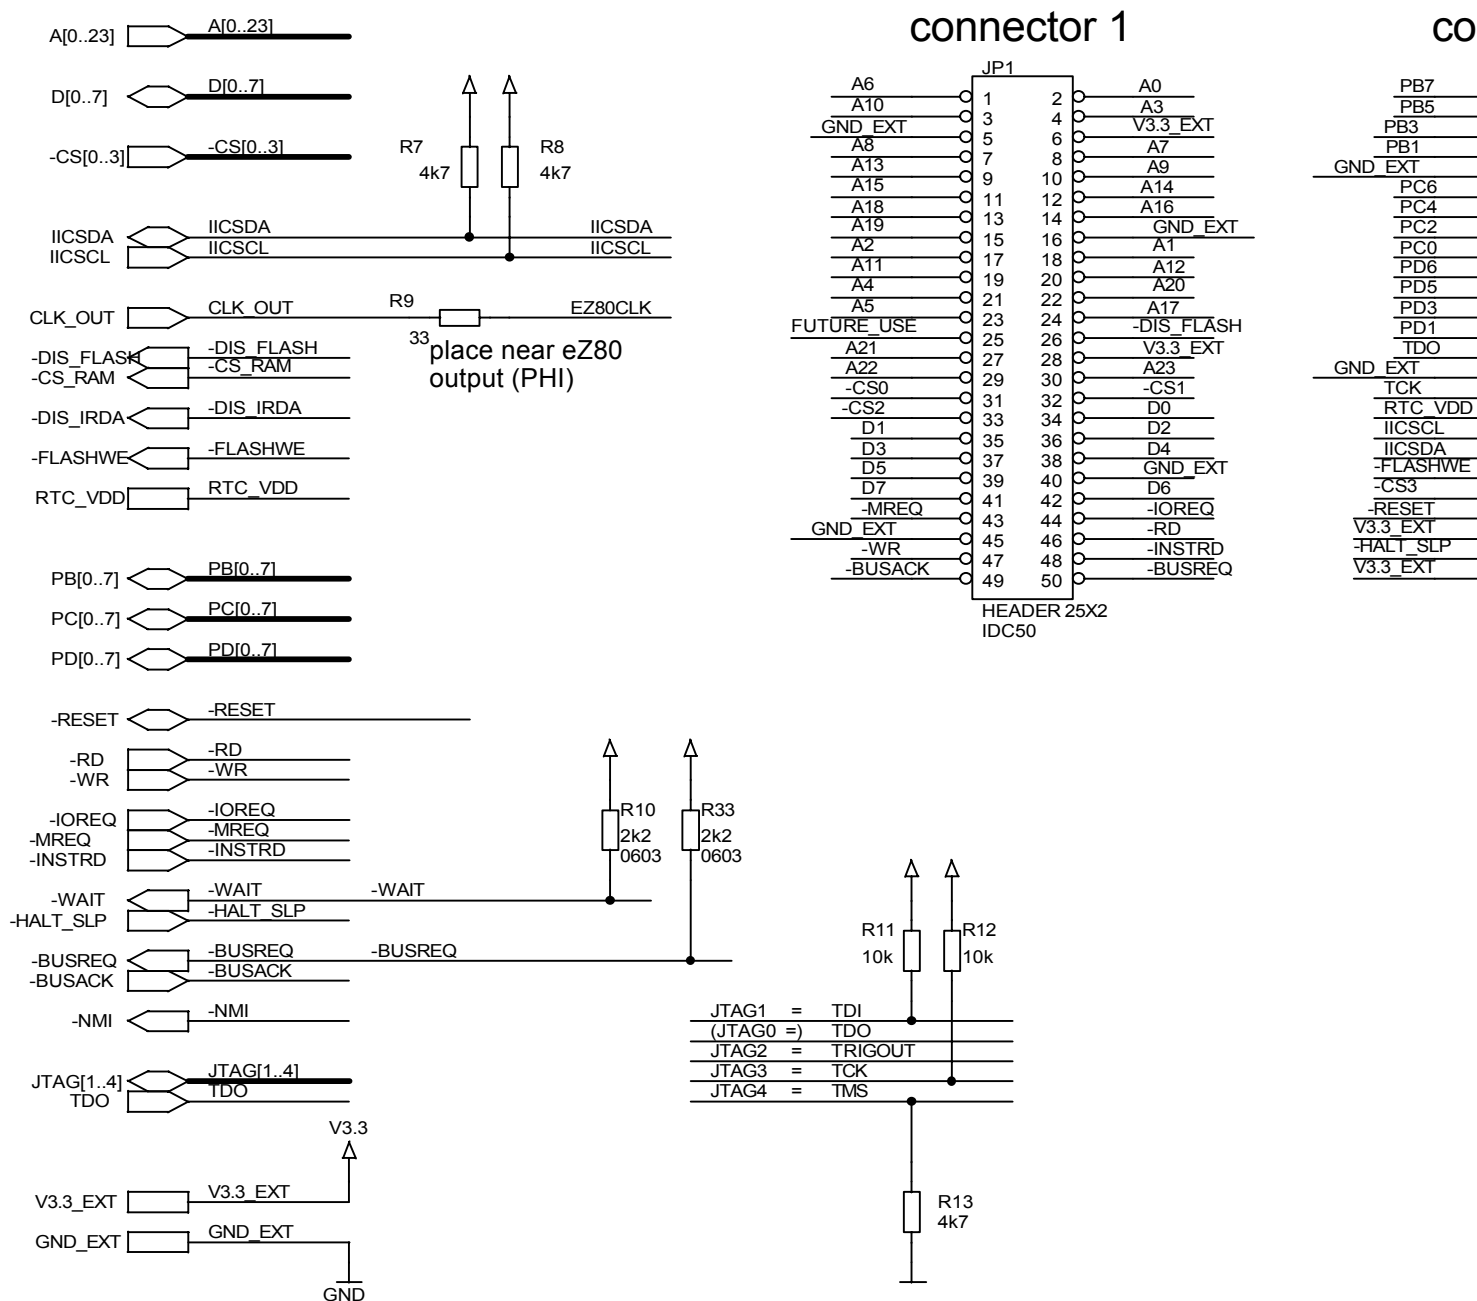 connector 1
co
A[0..23] A[0..23]
D[0..7] D[0..7]
-CS[0..3] -CS[0..3]
R7
4k7
R8
4k7
IICSDA IICSDA IICSDA
IICSCL IICSCL IICSCL
CLK_OUT CLK_OUT R9 EZ80CLK
33
place near eZ80
output (PHI)
-DIS_FLASH -DIS_FLASH
-CS_RAM -CS_RAM
-DIS_IRDA -DIS_IRDA
-FLASHWE -FLASHWE
RTC_VDD RTC_VDD
PB[0..7] PB[0..7]
PC[0..7] PC[0..7]
PD[0..7] PD[0..7]
-RESET -RESET
-RD -RD
-WR -WR
-IOREQ -IOREQ
-MREQ -MREQ
-INSTRD -INSTRD
-WAIT -WAIT -WAIT
-HALT_SLP -HALT_SLP
-BUSREQ -BUSREQ -BUSREQ
-BUSACK -BUSACK
-NMI -NMI
JTAG[1..4] JTAG[1..4]
TDO TDO
V3.3
V3.3_EXT V3.3_EXT
GND_EXT GND_EXT
GND
R10
2k2
0603
R33
2k2
0603
R11
10k
R12
10k
JTAG1 = TDI
(JTAG0 =) TDO
JTAG2 = TRIGOUT
JTAG3 = TCK
JTAG4 = TMS
R13
4k7
JP1
A6 1 2 A0
A10 3 4 A3
GND_EXT 5 6 V3.3_EXT
A8 7 8 A7
A13 9 10 A9
A15 11 12 A14
A18 13 14 A16
A19 15 16 GND_EXT
A2 17 18 A1
A11 19 20 A12
A4 21 22 A20
A5 23 24 A17
FUTURE_USE 25 26 -DIS_FLASH
A21 27 28 V3.3_EXT
A22 29 30 A23
-CS0 31 32 -CS1
-CS2 33 34 D0
D1 35 36 D2
D3 37 38 D4
D5 39 40 GND_EXT
D7 41 42 D6
-MREQ 43 44 -IOREQ
GND_EXT 45 46 -RD
-WR 47 48 -INSTRD
-BUSACK 49 50 -BUSREQ
HEADER 25X2
IDC50
PB7
PB5
PB3
PB1
GND_EXT
PC6
PC4
PC2
PC0
PD6
PD5
PD3
PD1
TDO
GND_EXT
TCK
RTC_VDD
IICSCL
IICSDA
-FLASHWE
-CS3
-RESET
V3.3_EXT
-HALT_SLP
V3.3_EXT